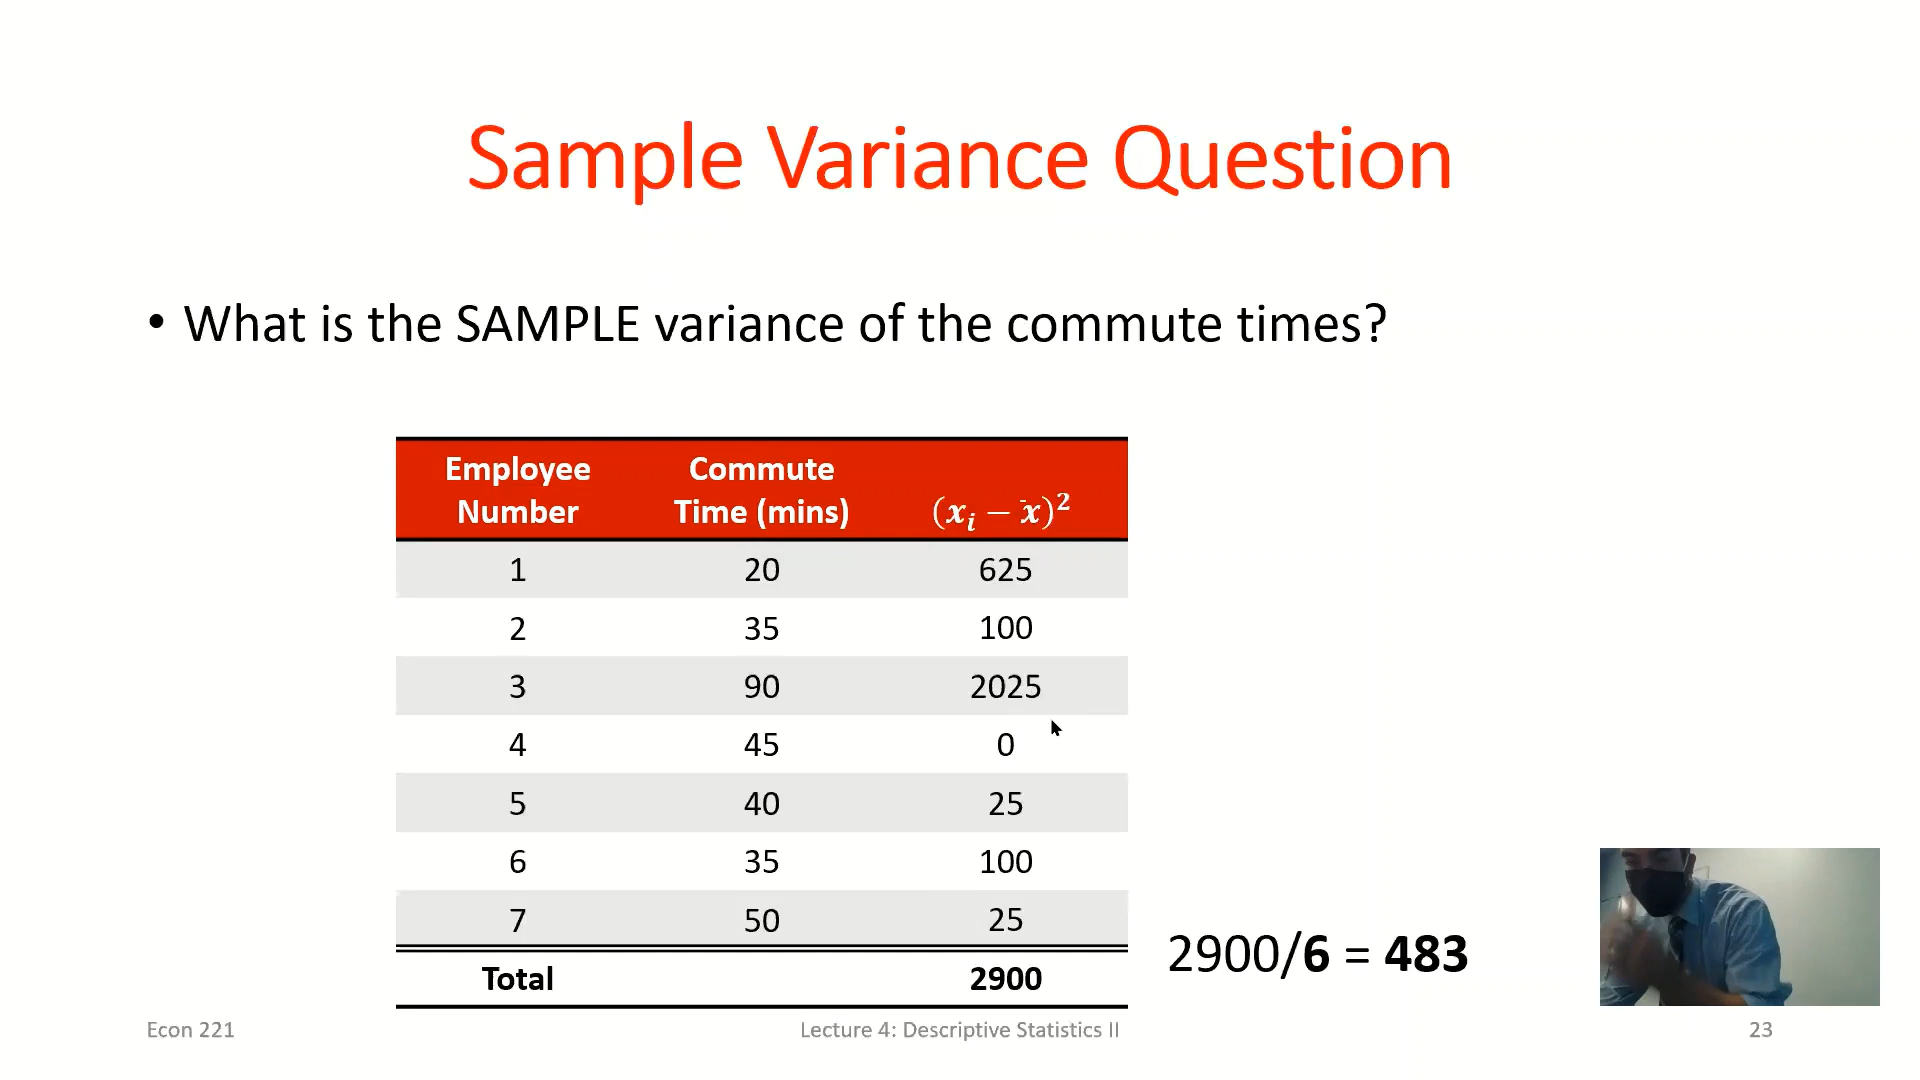 Sample Variance Question
• What is the SAMPLE variance of the commute times?
Employee Number Commute Time (mins) (xᵢ − x̄)²
1 20 625
2 35 100
3 90 2025
4 45 0
5 40 25
6 35 100
7 50 25
Total 2900
2900/6 = 483
Econ 221 Lecture 4: Descriptive Statistics II 23